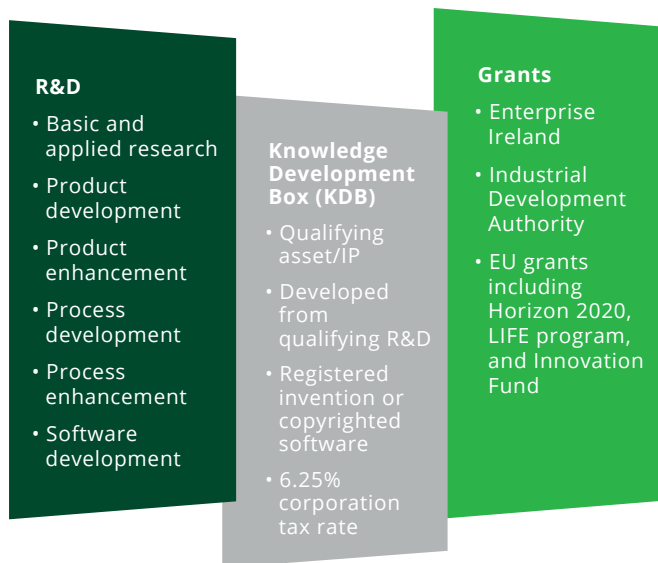 R&D
• Basic and
applied research
• Product
development
• Product
enhancement
• Process
development
• Process
enhancement
• Software
development
Knowledge
Development
Box (KDB)
• Qualifying
asset/IP
• Developed
from
qualifying R&D
• Registered
invention or
copyrighted
software
• 6.25%
corporation
tax rate
Grants
• Enterprise
Ireland
• Industrial
Development
Authority
• EU grants
including
Horizon 2020,
LIFE program,
and Innovation
Fund